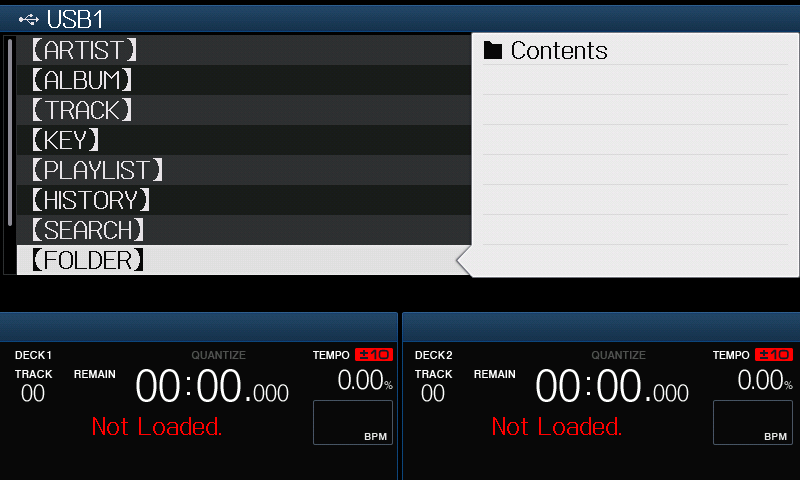 USB1
【ARTIST】
【ALBUM】
【TRACK】
【KEY】
【PLAYLIST】
【HISTORY】
【SEARCH】
【FOLDER】
Contents
DECK1 QUANTIZE TEMPO ±10
TRACK REMAIN 00:00.000 0.00%
00
Not Loaded.
BPM
DECK2 QUANTIZE TEMPO ±10
TRACK REMAIN 00:00.000 0.00%
00
Not Loaded.
BPM